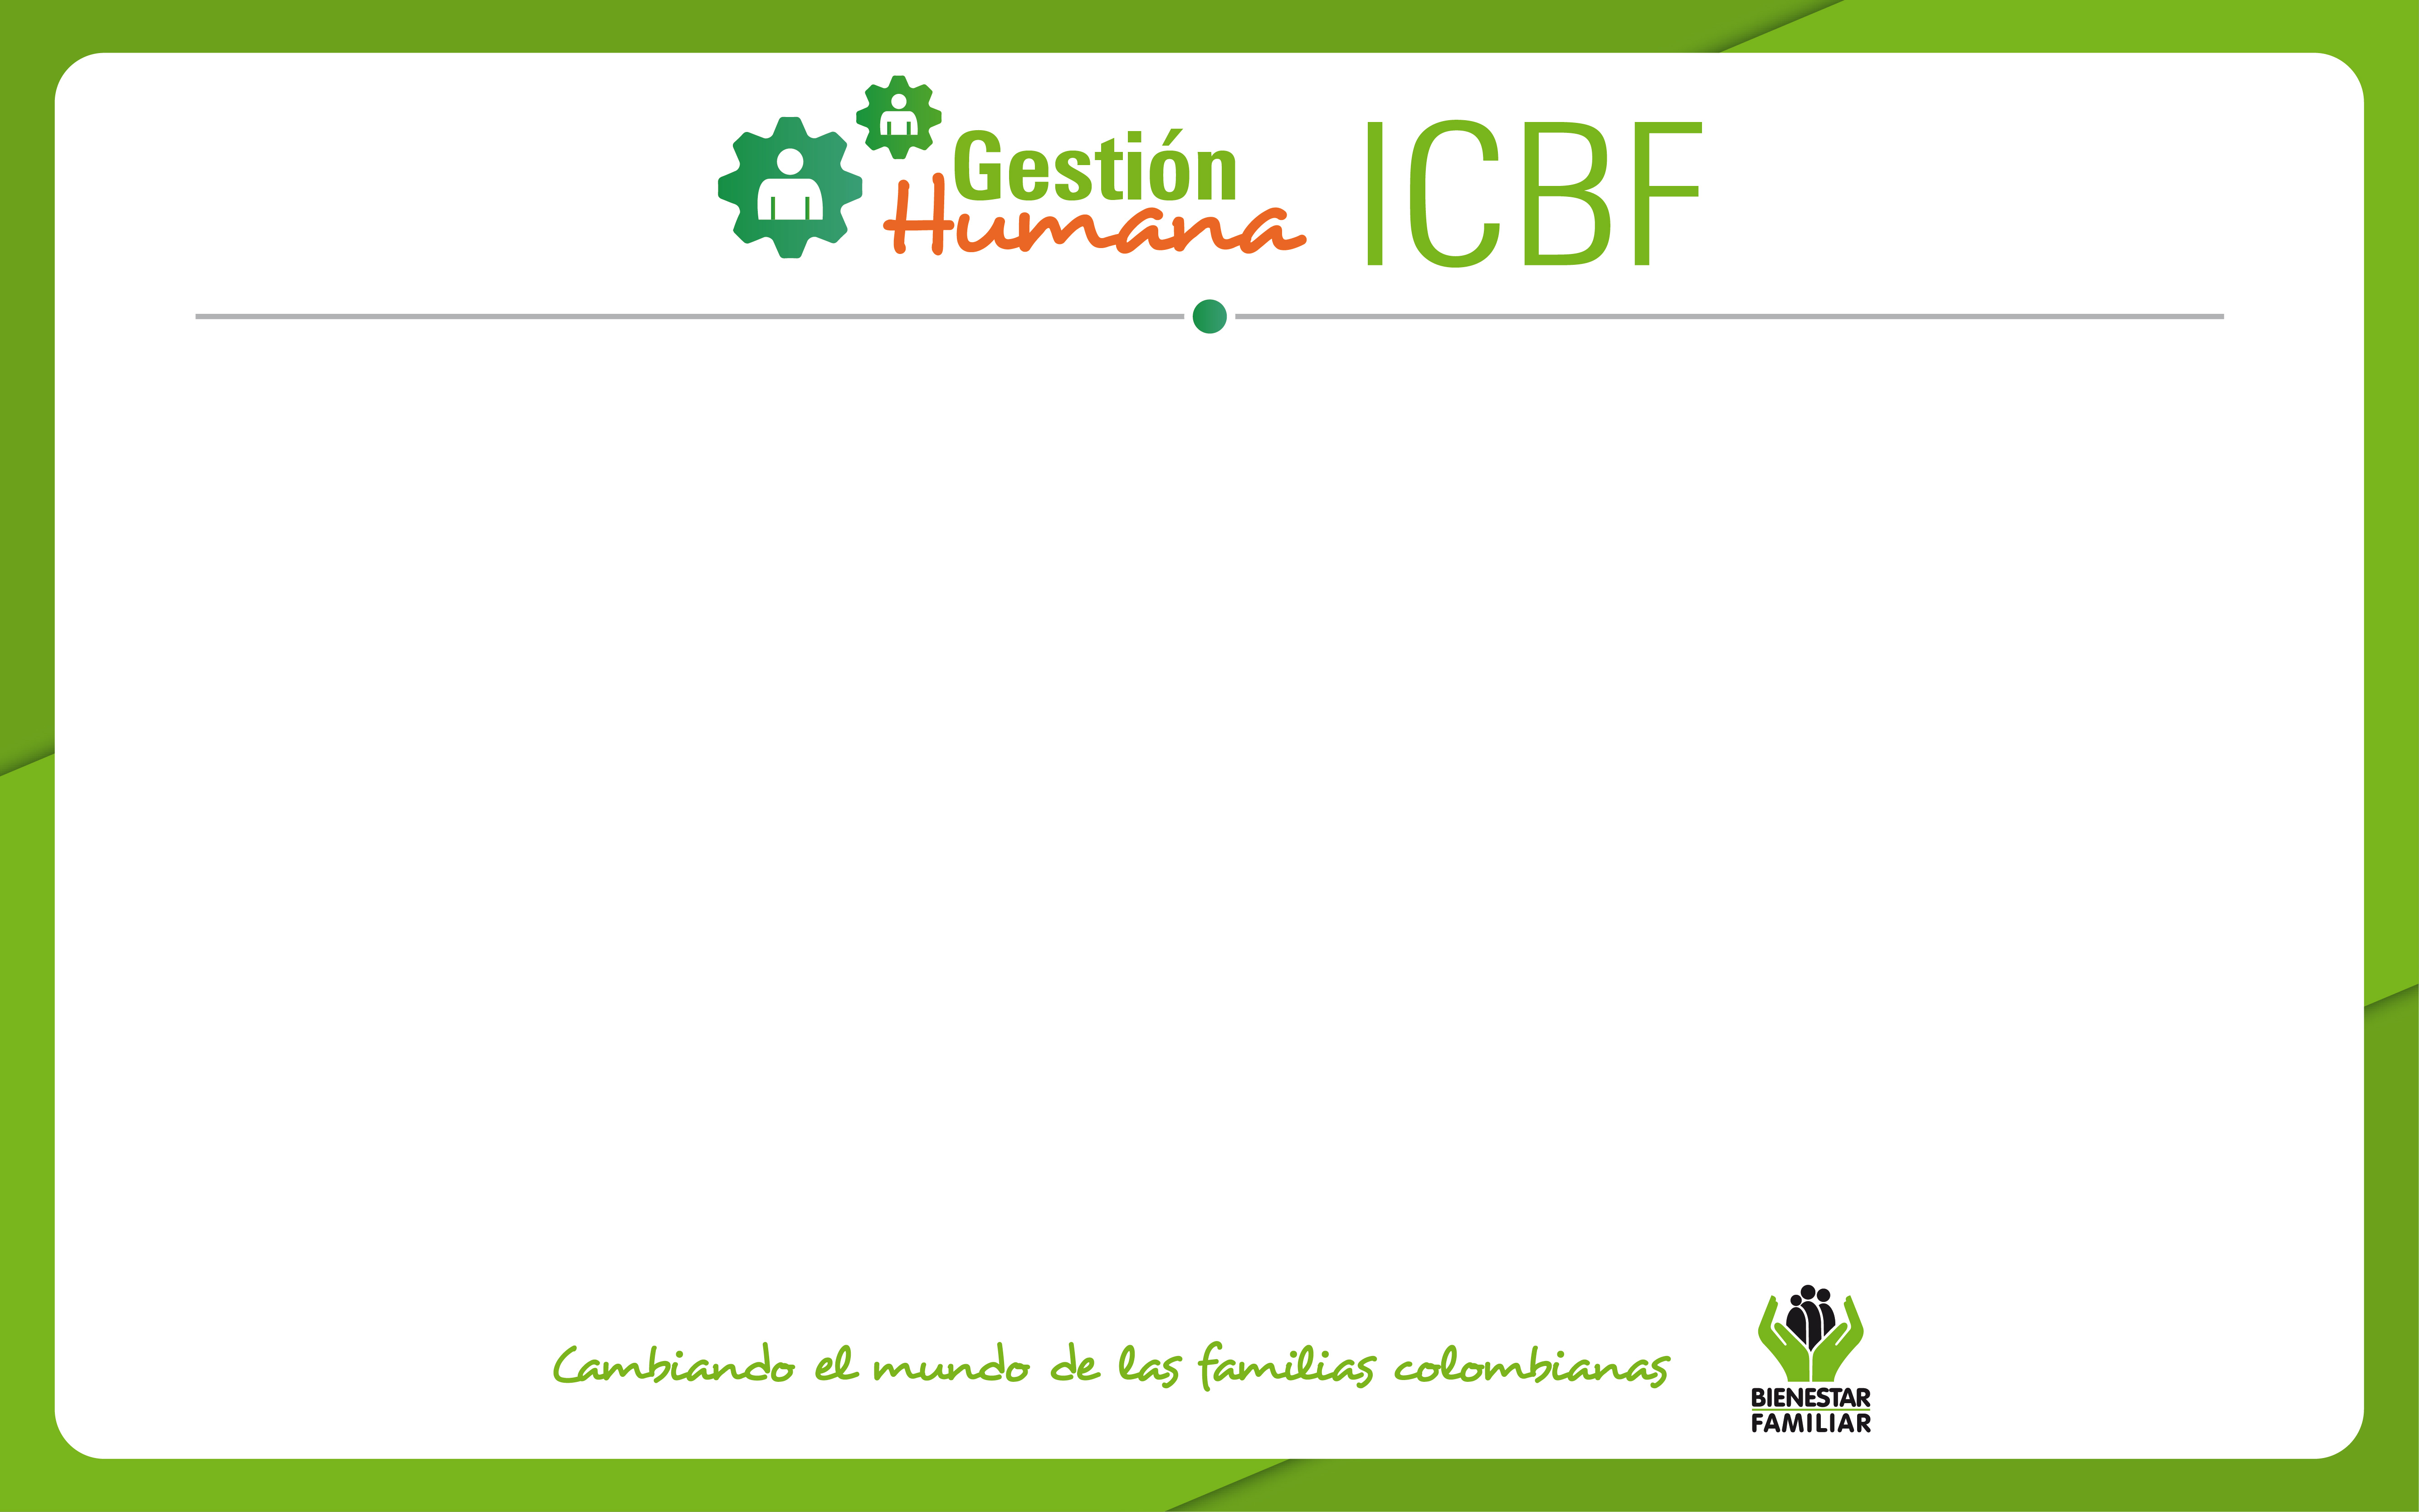 Gestión
Humana
ICBF
Cambiando el mundo de las familias colombianas
BIENESTAR
FAMILIAR